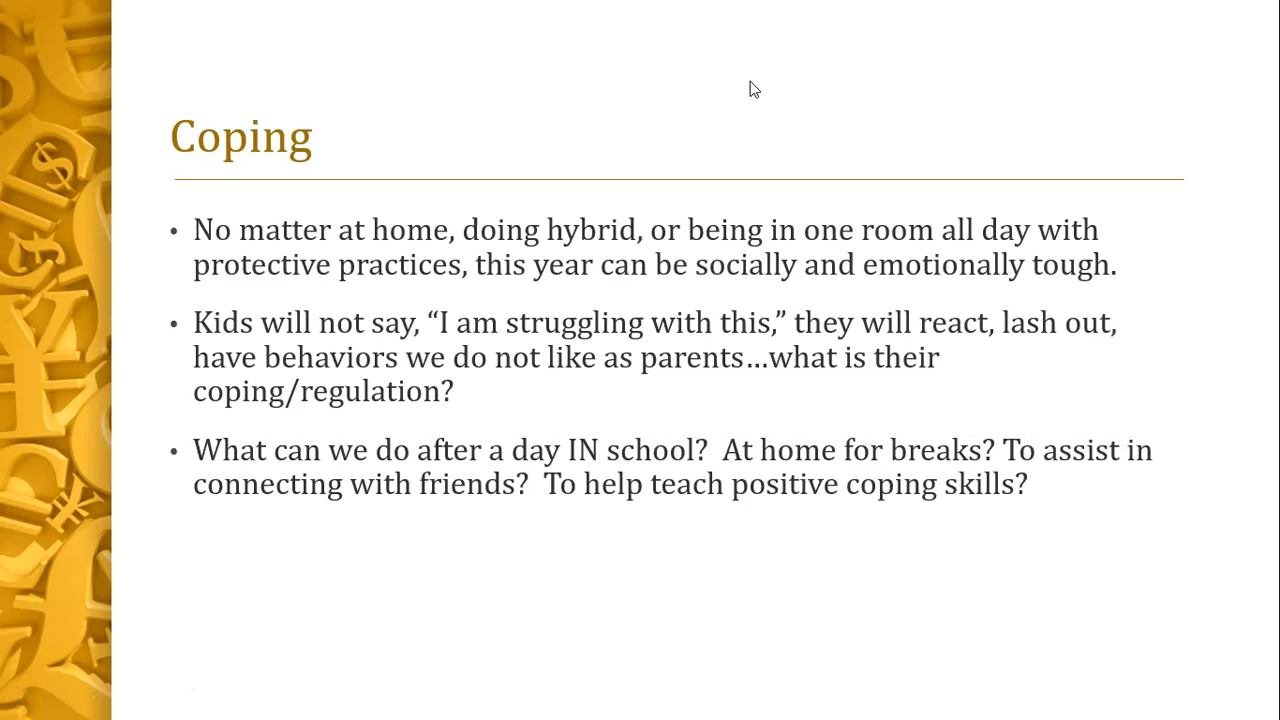 Coping
• No matter at home, doing hybrid, or being in one room all day with
protective practices, this year can be socially and emotionally tough.
• Kids will not say, “I am struggling with this,” they will react, lash out,
have behaviors we do not like as parents…what is their
coping/regulation?
• What can we do after a day IN school?  At home for breaks? To assist in
connecting with friends?  To help teach positive coping skills?